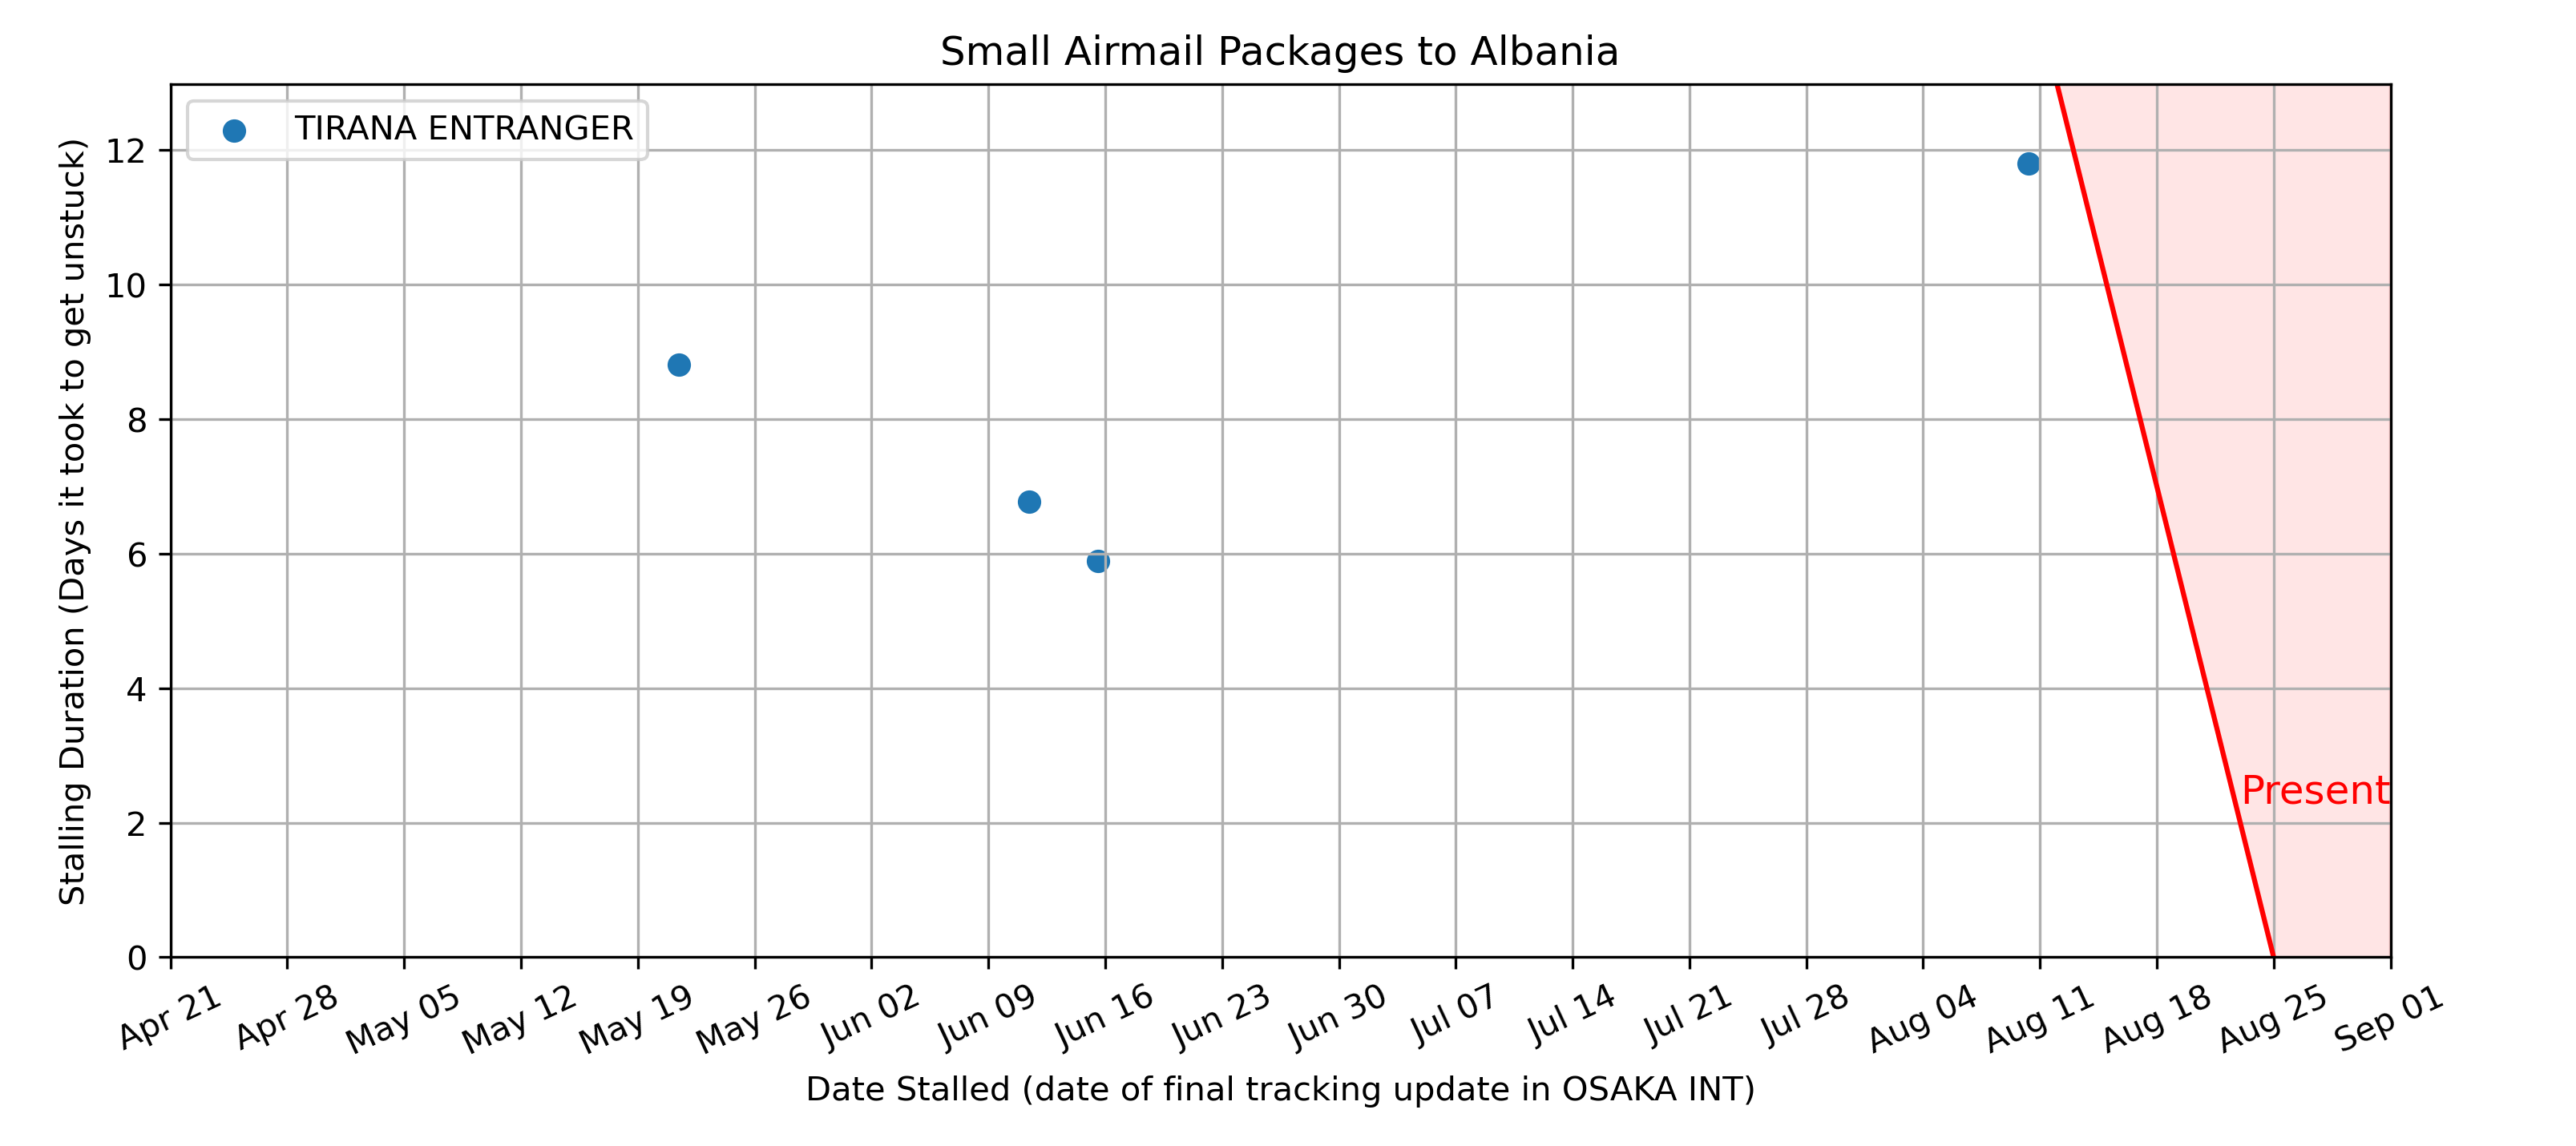 Small Airmail Packages to Albania
TIRANA ENTRANGER
Stalling Duration (Days it took to get unstuck)
12
10
8
6
4
2
0
Present
Apr 21
Apr 28
May 05
May 12
May 19
May 26
Jun 02
Jun 09
Jun 16
Jun 23
Jun 30
Jul 07
Jul 14
Jul 21
Jul 28
Aug 04
Aug 11
Aug 18
Aug 25
Sep 01
Date Stalled (date of final tracking update in OSAKA INT)